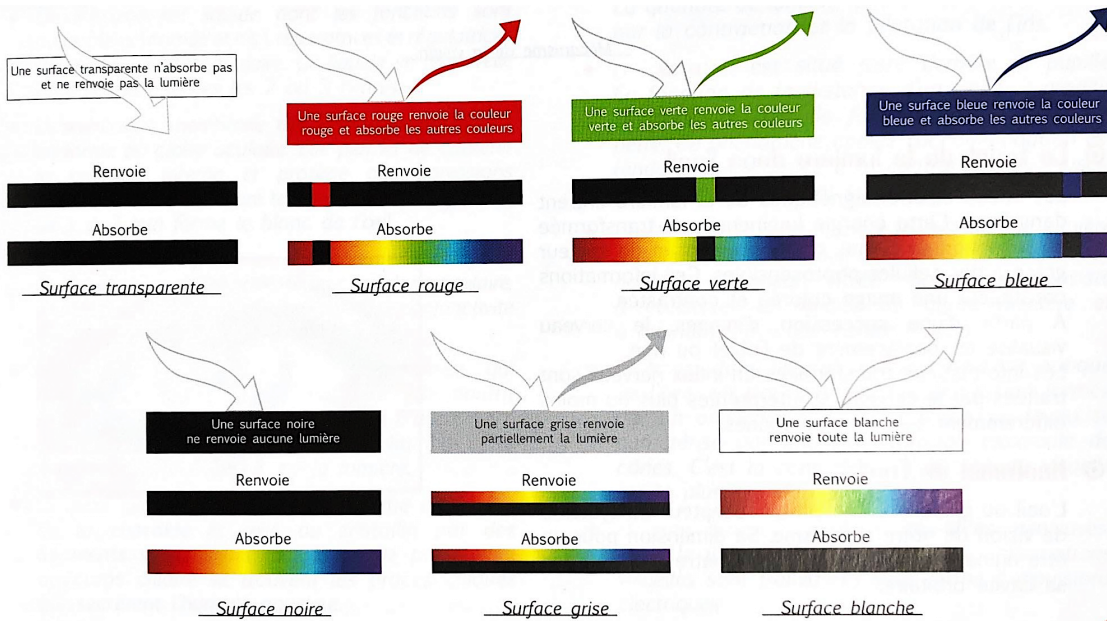 Une surface transparente n'absorbe pas
et ne renvoie pas la lumière
Renvoie
Absorbe
Surface transparente
Une surface rouge renvoie la couleur
rouge et absorbe les autres couleurs
Renvoie
Absorbe
Surface rouge
Une surface verte renvoie la couleur
verte et absorbe les autres couleurs
Renvoie
Absorbe
Surface verte
Une surface bleue renvoie la couleur
bleue et absorbe les autres couleurs
Renvoie
Absorbe
Surface bleue
Une surface noire
ne renvoie aucune lumière
Renvoie
Absorbe
Surface noire
Une surface grise renvoie
partiellement la lumière
Renvoie
Absorbe
Surface grise
Une surface blanche
renvoie toute la lumière
Renvoie
Absorbe
Surface blanche